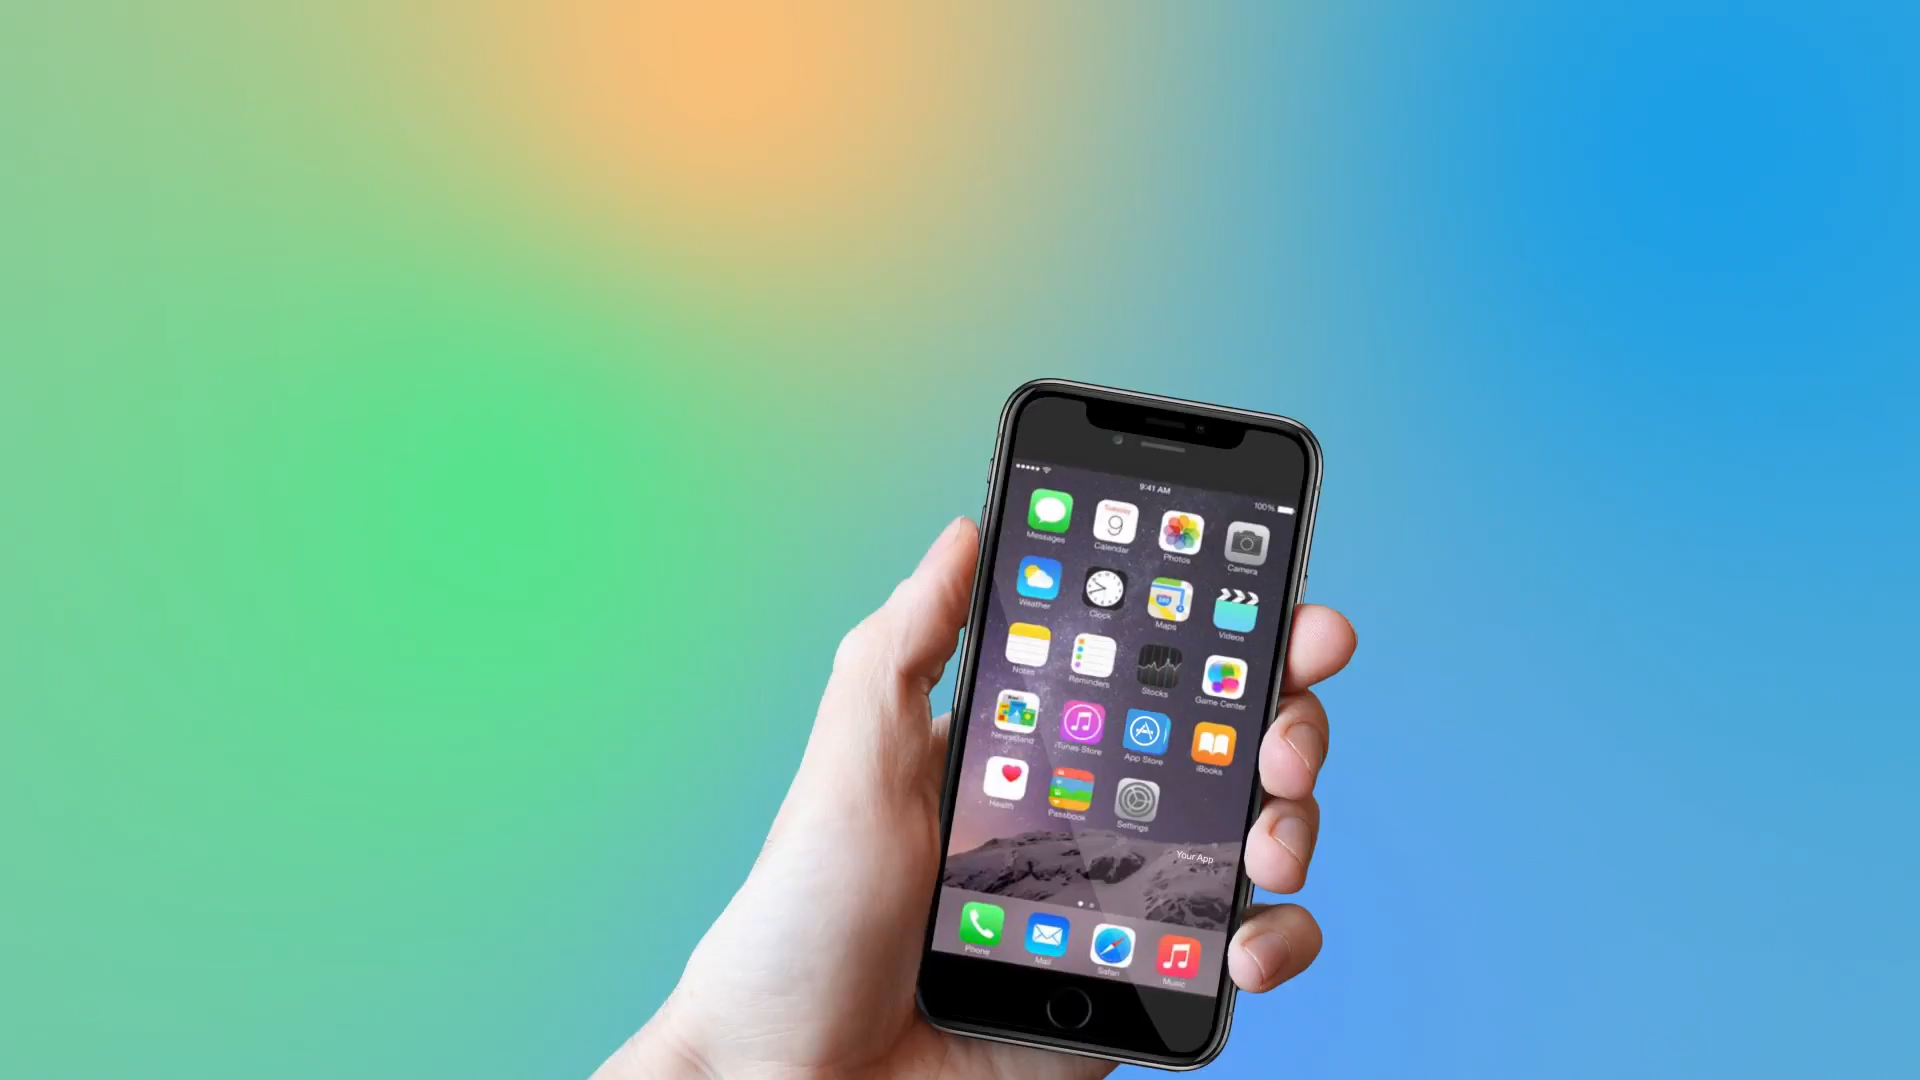 9:41 AM
100%
Messages
Tuesday
9
Calendar
Photos
Camera
Weather
Clock
Maps
Videos
Notes
Reminders
Stocks
Game Center
Newsstand
iTunes Store
App Store
iBooks
Health
Passbook
Settings
Your App
Phone
Mail
Safari
Music